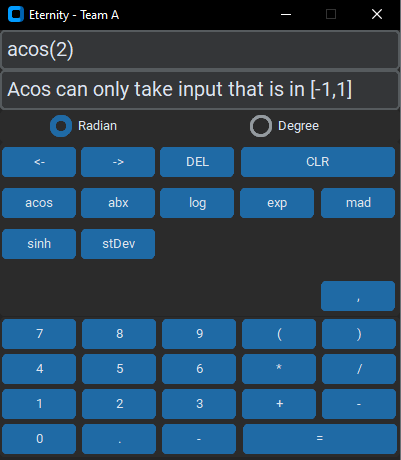 Eternity - Team A
acos(2)
Acos can only take input that is in [-1,1]
Radian Degree
<- -> DEL CLR
acos abx log exp mad
sinh stDev
,
7 8 9 ( )
4 5 6 * /
1 2 3 + -
0 . - =